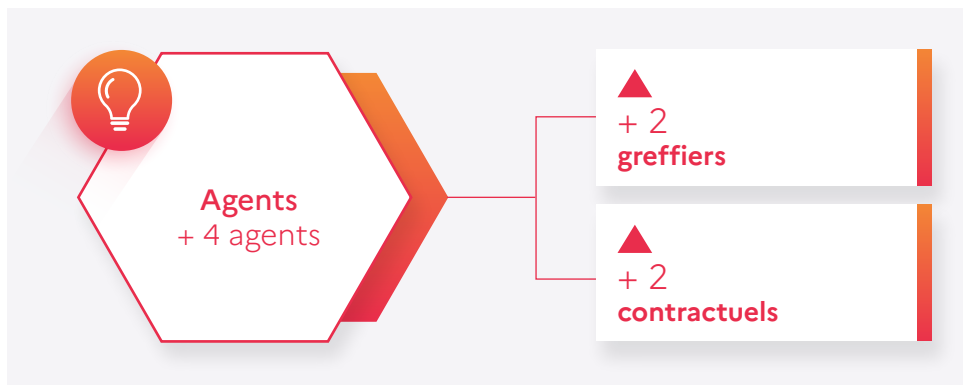 Agents
+ 4 agents
+ 2
greffiers
+ 2
contractuels